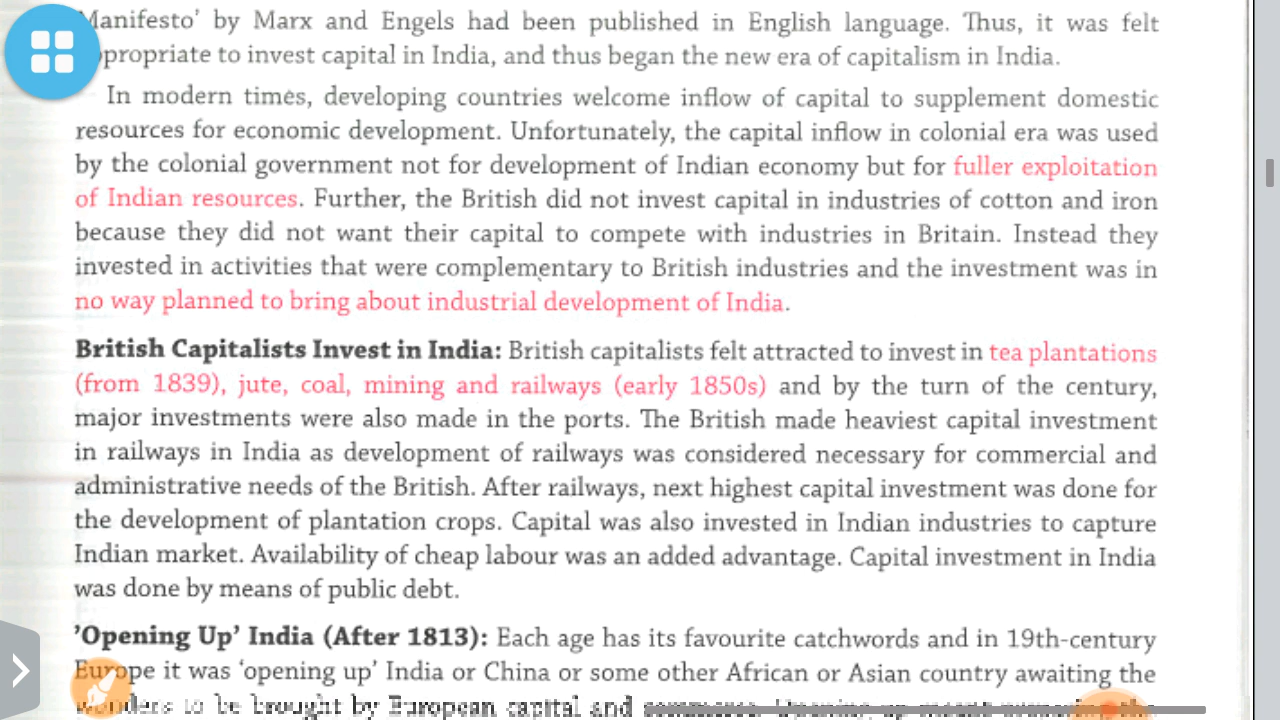 Manifesto’ by Marx and Engels had been published in English language. Thus, it was felt
propriate to invest capital in India, and thus began the new era of capitalism in India.
In modern times, developing countries welcome inflow of capital to supplement domestic
resources for economic development. Unfortunately, the capital inflow in colonial era was used
by the colonial government not for development of Indian economy but for fuller exploitation
of Indian resources. Further, the British did not invest capital in industries of cotton and iron
because they did not want their capital to compete with industries in Britain. Instead they
invested in activities that were complementary to British industries and the investment was in
no way planned to bring about industrial development of India.
British Capitalists Invest in India: British capitalists felt attracted to invest in tea plantations
(from 1839), jute, coal, mining and railways (early 1850s) and by the turn of the century,
major investments were also made in the ports. The British made heaviest capital investment
in railways in India as development of railways was considered necessary for commercial and
administrative needs of the British. After railways, next highest capital investment was done for
the development of plantation crops. Capital was also invested in Indian industries to capture
Indian market. Availability of cheap labour was an added advantage. Capital investment in India
was done by means of public debt.
’Opening Up’ India (After 1813): Each age has its favourite catchwords and in 19th-century
Europe it was ‘opening up’ India or China or some other African or Asian country awaiting the
wonders to be brought by European capital and